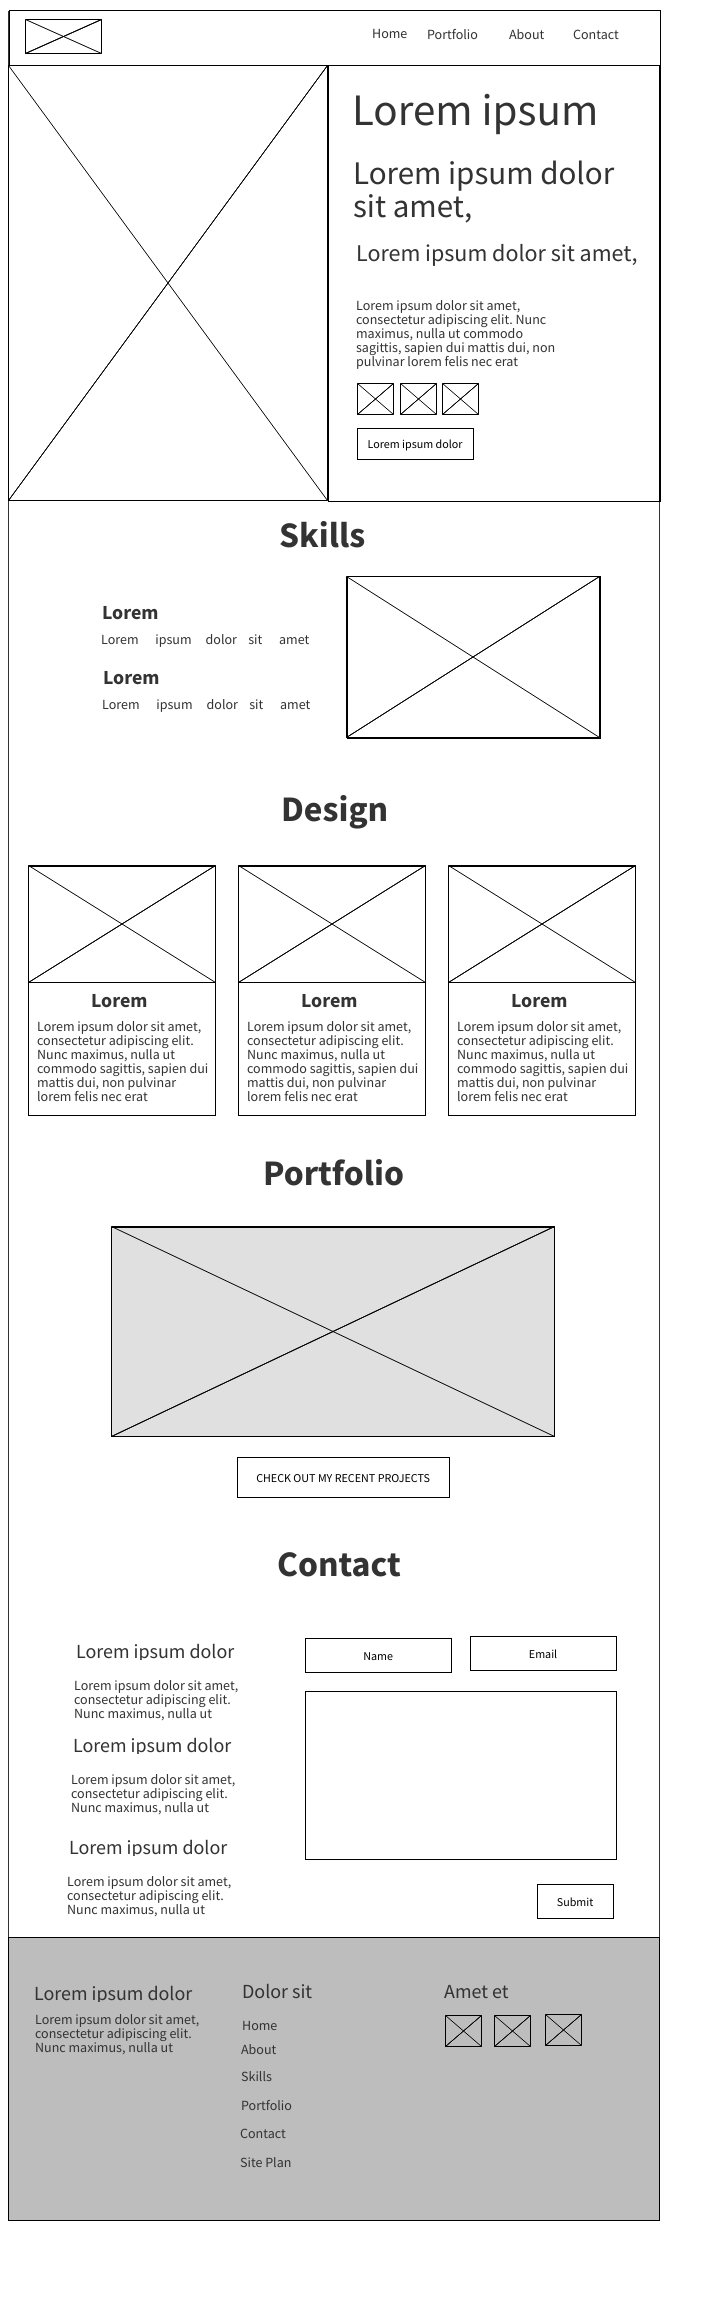 Home Portfolio About Contact
Lorem ipsum
Lorem ipsum dolor
sit amet,
Lorem ipsum dolor sit amet,
Lorem ipsum dolor sit amet,
consectetur adipiscing elit. Nunc
maximus, nulla ut commodo
sagittis, sapien dui mattis dui, non
pulvinar lorem felis nec erat
Lorem ipsum dolor
Skills
Lorem
Lorem ipsum dolor sit amet
Lorem
Lorem ipsum dolor sit amet
Design
Lorem
Lorem ipsum dolor sit amet,
consectetur adipiscing elit.
Nunc maximus, nulla ut
commodo sagittis, sapien dui
mattis dui, non pulvinar
lorem felis nec erat
Lorem
Lorem ipsum dolor sit amet,
consectetur adipiscing elit.
Nunc maximus, nulla ut
commodo sagittis, sapien dui
mattis dui, non pulvinar
lorem felis nec erat
Lorem
Lorem ipsum dolor sit amet,
consectetur adipiscing elit.
Nunc maximus, nulla ut
commodo sagittis, sapien dui
mattis dui, non pulvinar
lorem felis nec erat
Portfolio
CHECK OUT MY RECENT PROJECTS
Contact
Lorem ipsum dolor
Lorem ipsum dolor sit amet,
consectetur adipiscing elit.
Nunc maximus, nulla ut
Lorem ipsum dolor
Lorem ipsum dolor sit amet,
consectetur adipiscing elit.
Nunc maximus, nulla ut
Lorem ipsum dolor
Lorem ipsum dolor sit amet,
consectetur adipiscing elit.
Nunc maximus, nulla ut
Name
Email
Submit
Lorem ipsum dolor
Lorem ipsum dolor sit amet,
consectetur adipiscing elit.
Nunc maximus, nulla ut
Dolor sit
Home
About
Skills
Portfolio
Contact
Site Plan
Amet et